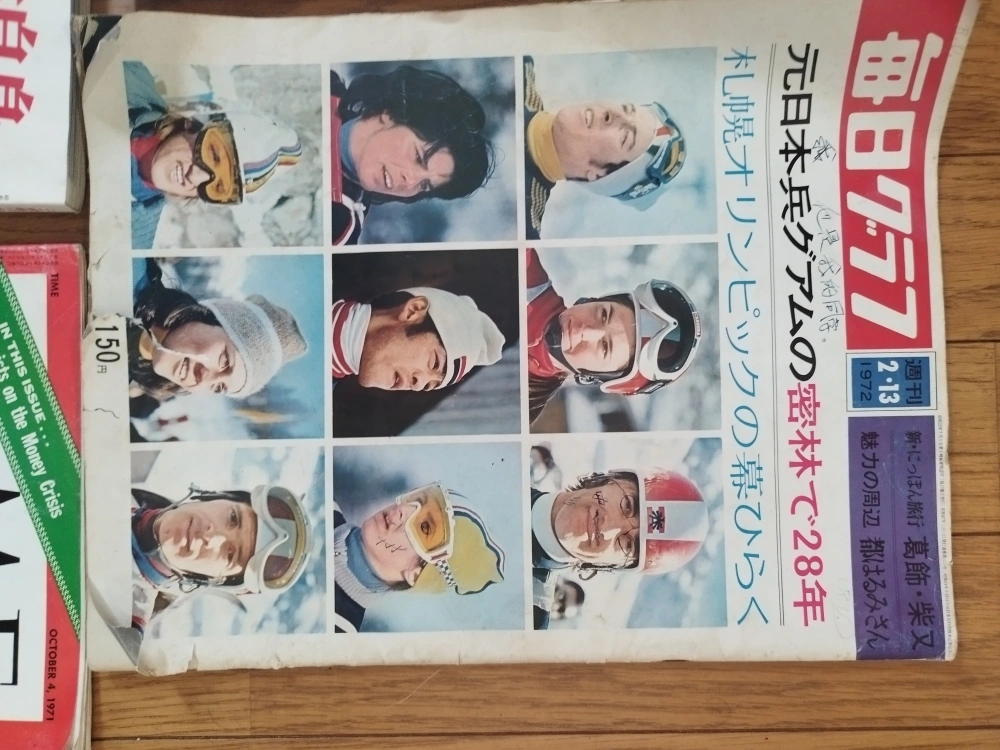 毎日グラフ
週刊
2・13
1972
新・にっぽん旅行 葛飾・柴又
魅力の周辺 都はるみさん
元日本兵グアムの密林で28年
札幌オリンピックの幕ひらく
150円
TIME
IN THIS ISSUE...
on the Money Crisis
OCTOBER 4, 1971